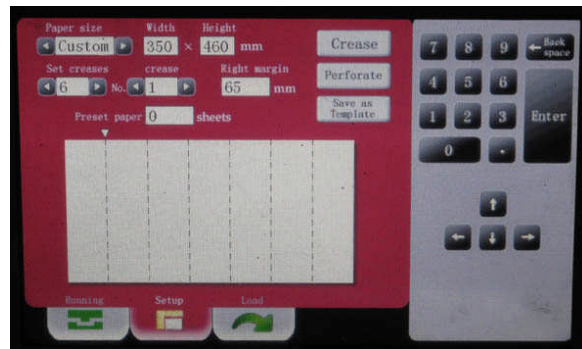 Paper size Width Height
Custom 350 × 460 mm
Crease
Set creases crease Right margin
6 No. 1 65 mm
Perforate
Save as
Template
Preset paper 0 sheets
Running Setup Load
7 8 9 ←Back space
4 5 6
1 2 3 Enter
0 .
↑
← ↓ →